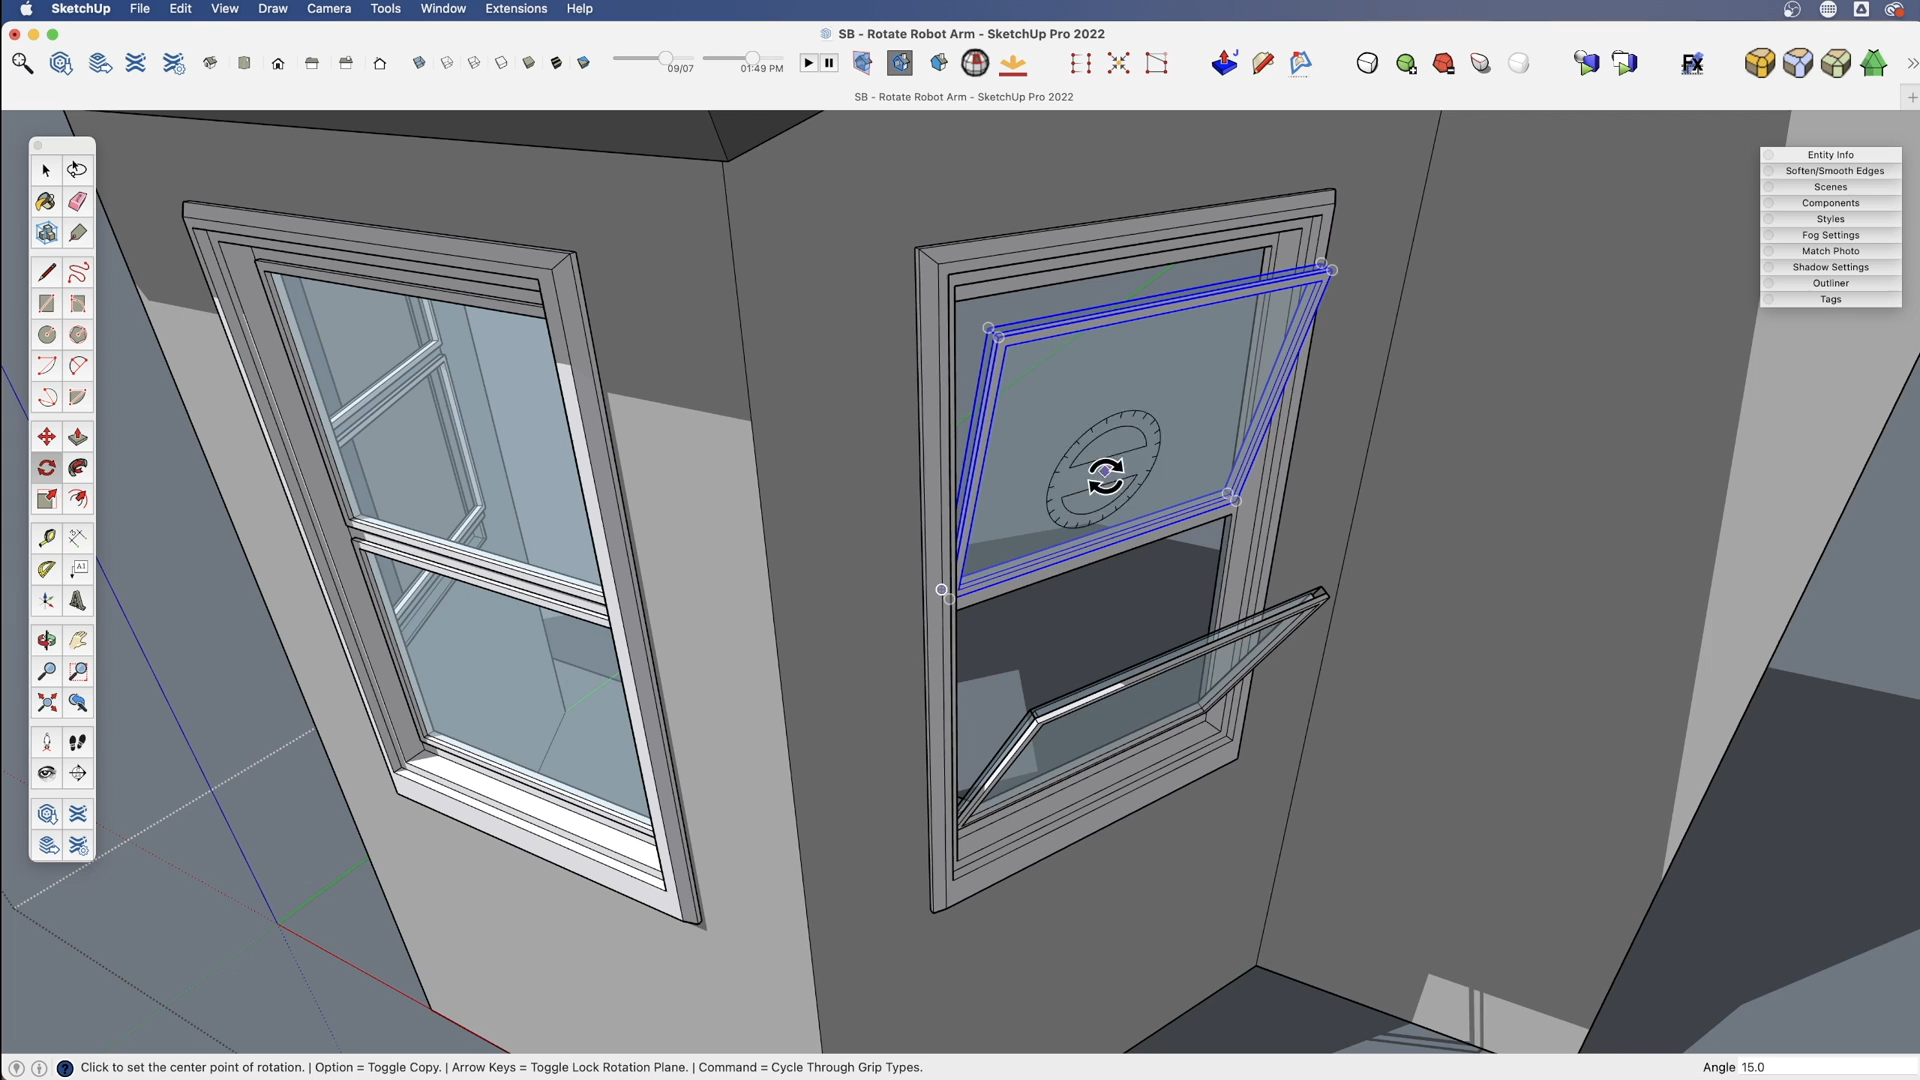 SketchUp File Edit View Draw Camera Tools Window Extensions Help
SB - Rotate Robot Arm - SketchUp Pro 2022
09/07 01:49 PM
J
FX
SB - Rotate Robot Arm - SketchUp Pro 2022
Entity Info
Soften/Smooth Edges
Scenes
Components
Styles
Fog Settings
Match Photo
Shadow Settings
Outliner
Tags
A1
Click to set the center point of rotation. | Option = Toggle Copy. | Arrow Keys = Toggle Lock Rotation Plane. | Command = Cycle Through Grip Types.
Angle 15.0